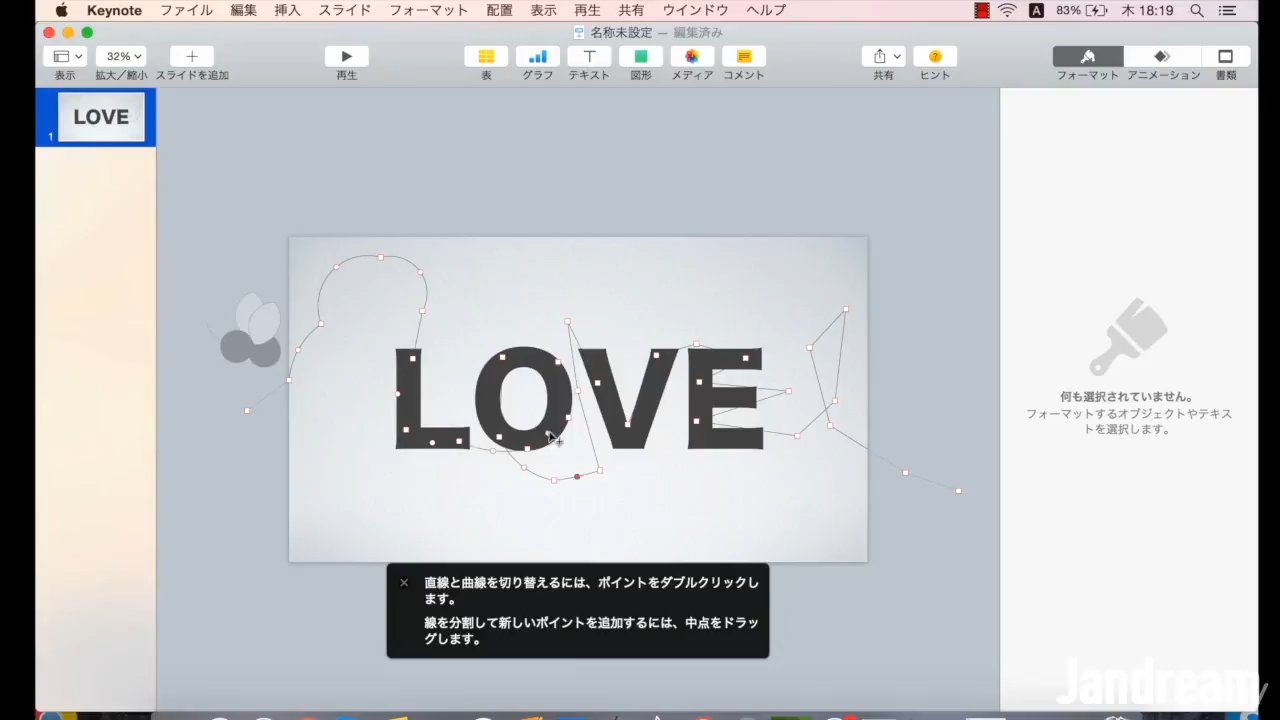 Keynote ファイル 編集 挿入 スライド フォーマット 配置 表示 再生 共有 ウインドウ ヘルプ A 83% 木 18:19
名称未設定 — 編集済み
32%
表示 拡大／縮小 スライドを追加 再生 表 グラフ テキスト 図形 メディア コメント 共有 ヒント フォーマット アニメーション 書類
LOVE
1
LOVE
何も選択されていません。
フォーマットするオブジェクトやテキス
トを選択します。
直線と曲線を切り替えるには、ポイントをダブルクリックし
ます。
線を分割して新しいポイントを追加するには、中点をドラッ
グします。
Jandream